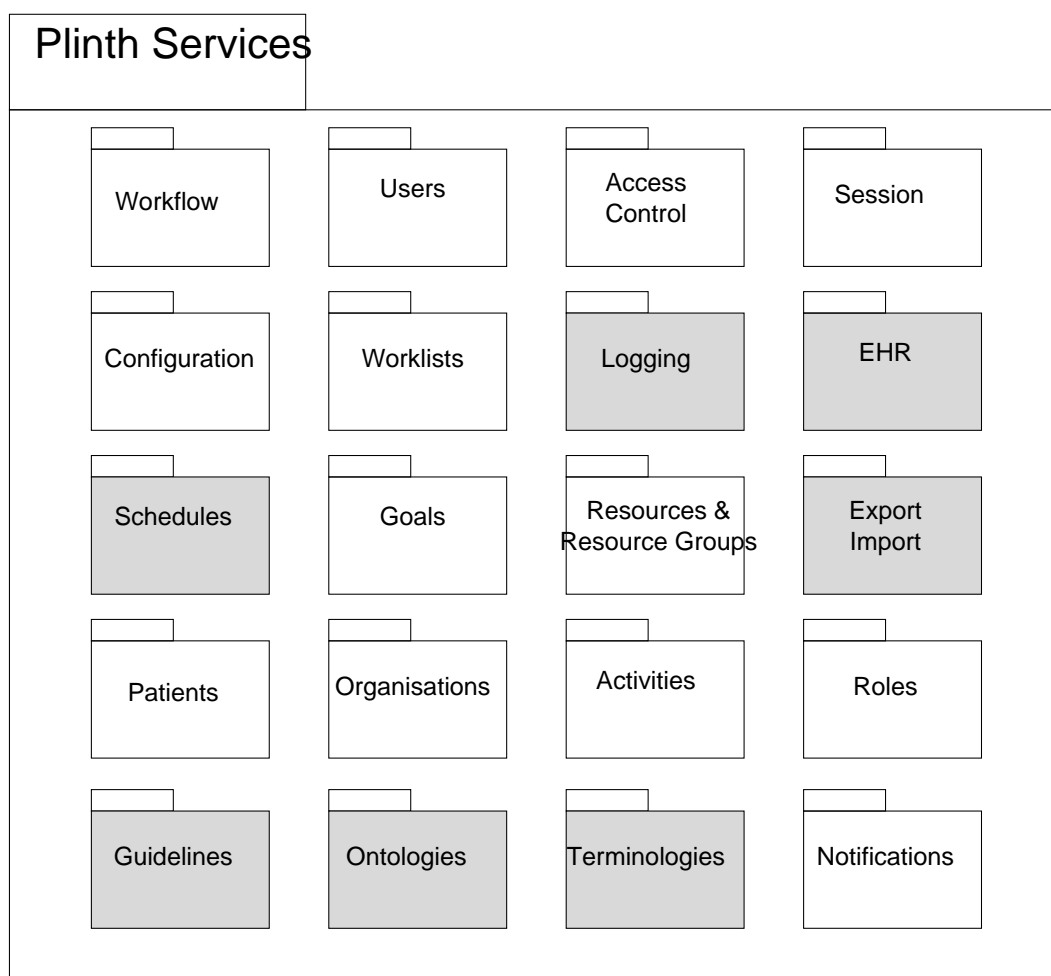 Plinth Services
Workflow
Users
Access
Control
Session
Configuration
Worklists
Logging
EHR
Schedules
Goals
Resources &
Resource Groups
Export
Import
Patients
Organisations
Activities
Roles
Guidelines
Ontologies
Terminologies
Notifications